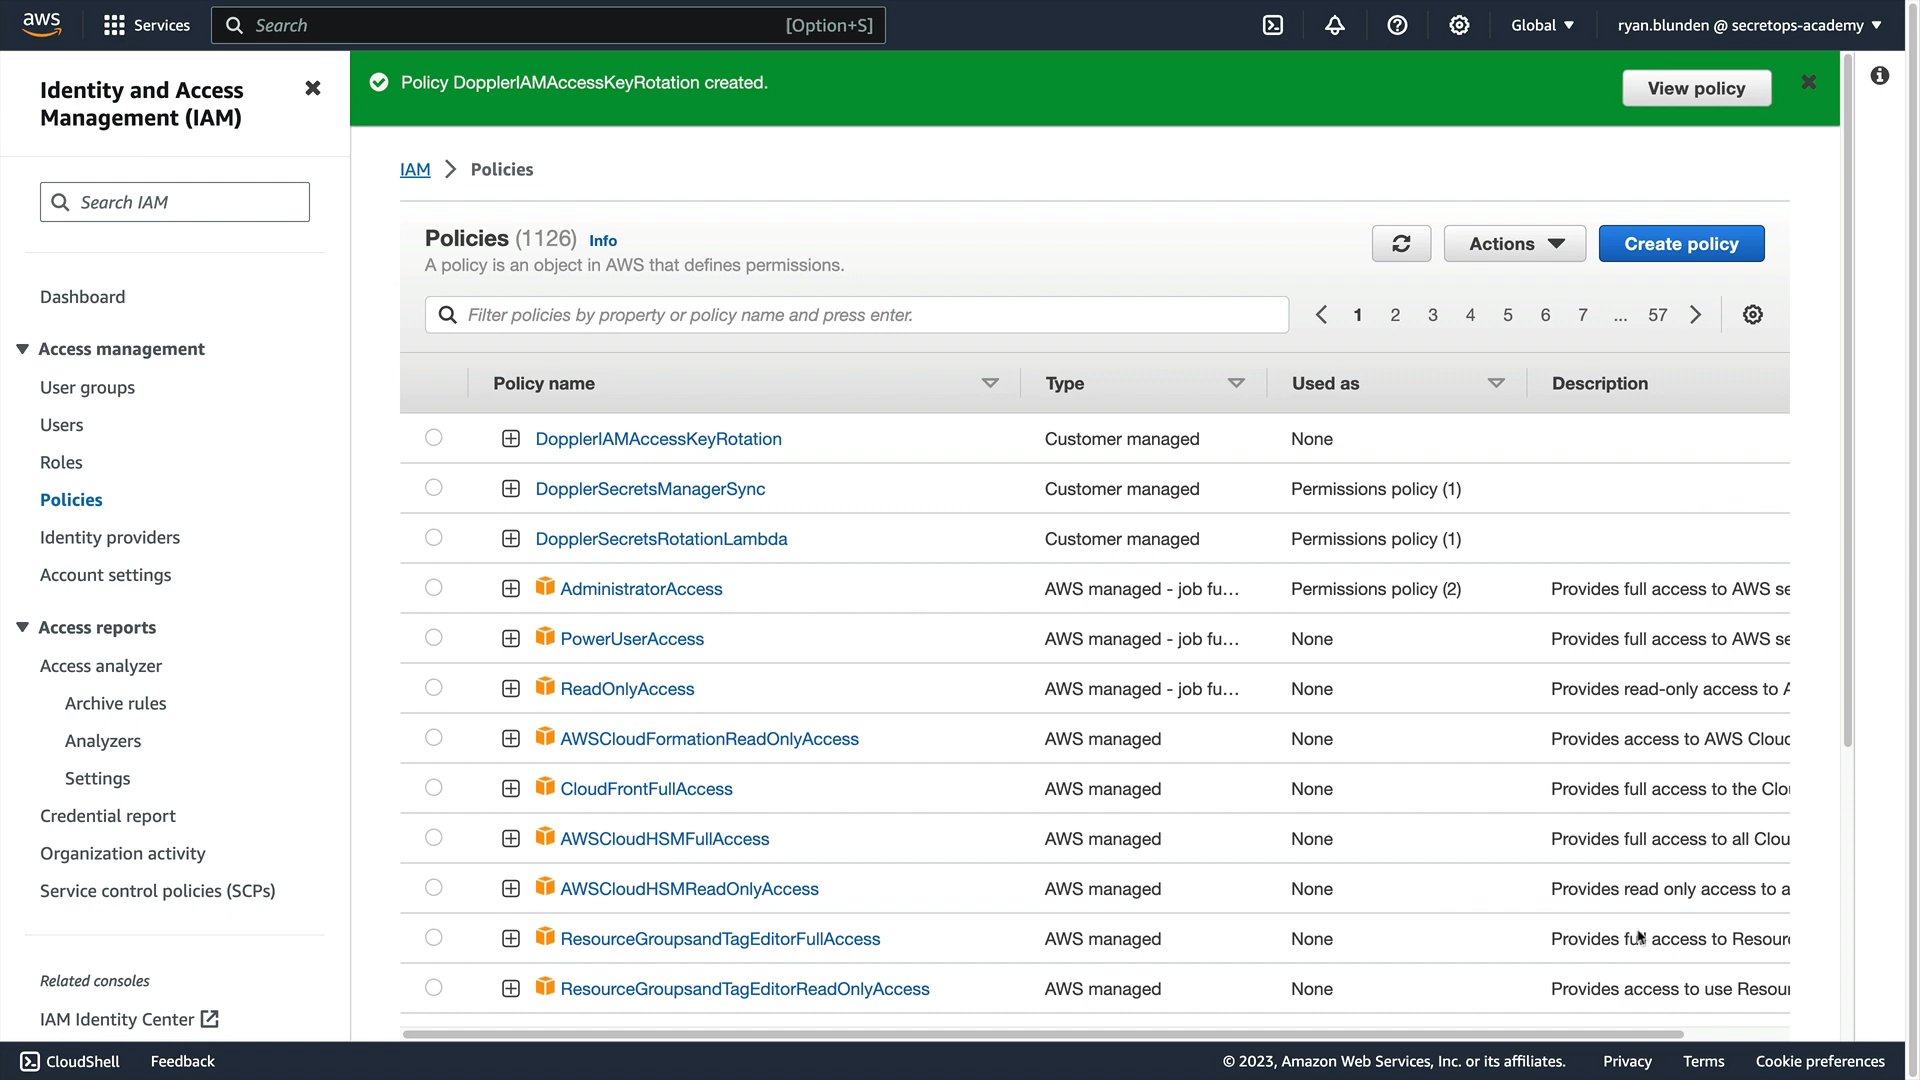 aws
Services
Search
[Option+S]
Global
ryan.blunden @ secretops-academy
Identity and Access
Management (IAM)
Search IAM
Dashboard
Access management
User groups
Users
Roles
Policies
Identity providers
Account settings
Access reports
Access analyzer
Archive rules
Analyzers
Settings
Credential report
Organization activity
Service control policies (SCPs)
Related consoles
IAM Identity Center
Policy DopplerIAMAccessKeyRotation created.
View policy
IAM > Policies
Policies (1126) Info
A policy is an object in AWS that defines permissions.
Actions
Create policy
Filter policies by property or policy name and press enter.
1 2 3 4 5 6 7 ... 57
Policy name Type Used as Description
DopplerIAMAccessKeyRotation Customer managed None
DopplerSecretsManagerSync Customer managed Permissions policy (1)
DopplerSecretsRotationLambda Customer managed Permissions policy (1)
AdministratorAccess AWS managed - job fu... Permissions policy (2) Provides full access to AWS se
PowerUserAccess AWS managed - job fu... None Provides full access to AWS se
ReadOnlyAccess AWS managed - job fu... None Provides read-only access to A
AWSCloudFormationReadOnlyAccess AWS managed None Provides access to AWS Clouc
CloudFrontFullAccess AWS managed None Provides full access to the Clou
AWSCloudHSMFullAccess AWS managed None Provides full access to all Clou
AWSCloudHSMReadOnlyAccess AWS managed None Provides read only access to a
ResourceGroupsandTagEditorFullAccess AWS managed None Provides full access to Resour
ResourceGroupsandTagEditorReadOnlyAccess AWS managed None Provides access to use Resour
CloudShell
Feedback
© 2023, Amazon Web Services, Inc. or its affiliates.
Privacy
Terms
Cookie preferences